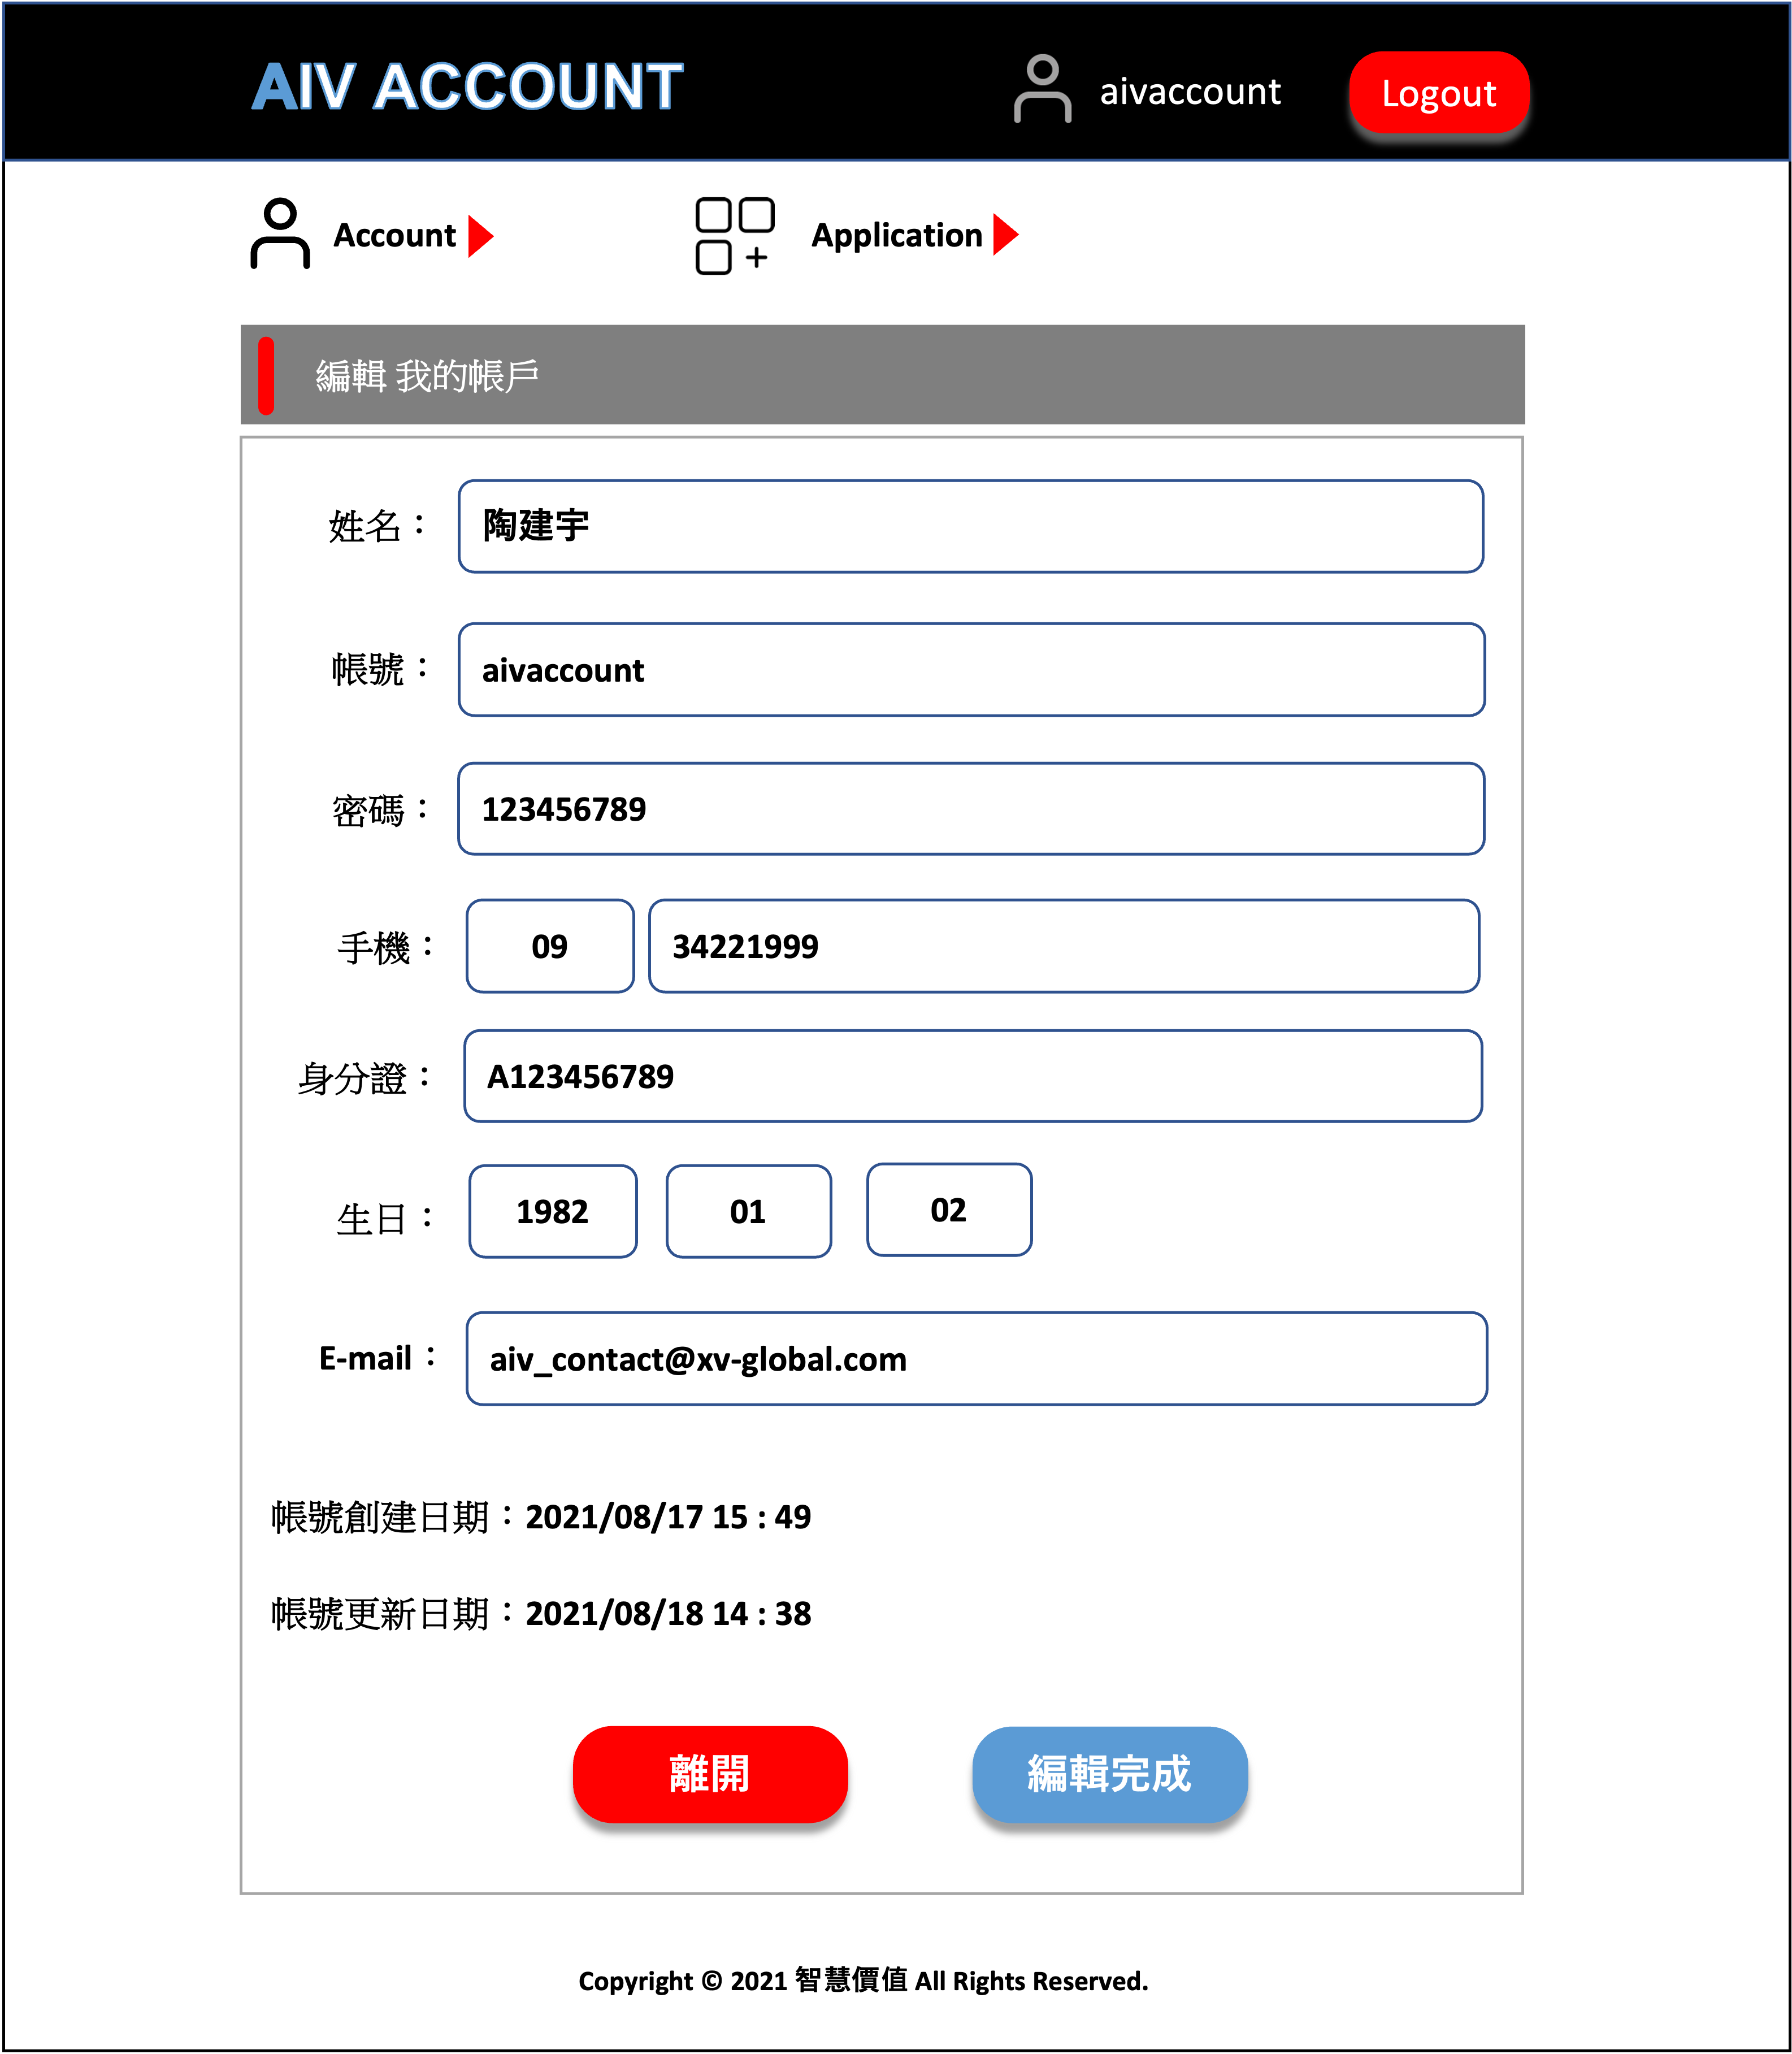 AIV ACCOUNT
aivaccount
Logout
Account
Application
編輯 我的帳戶
姓名：
陶建宇
帳號：
aivaccount
密碼：
123456789
手機：
09
34221999
身分證：
A123456789
生日：
1982
01
02
E-mail：
aiv_contact@xv-global.com
帳號創建日期：2021/08/17 15 : 49
帳號更新日期：2021/08/18 14 : 38
離開
編輯完成
Copyright © 2021 智慧價值 All Rights Reserved.